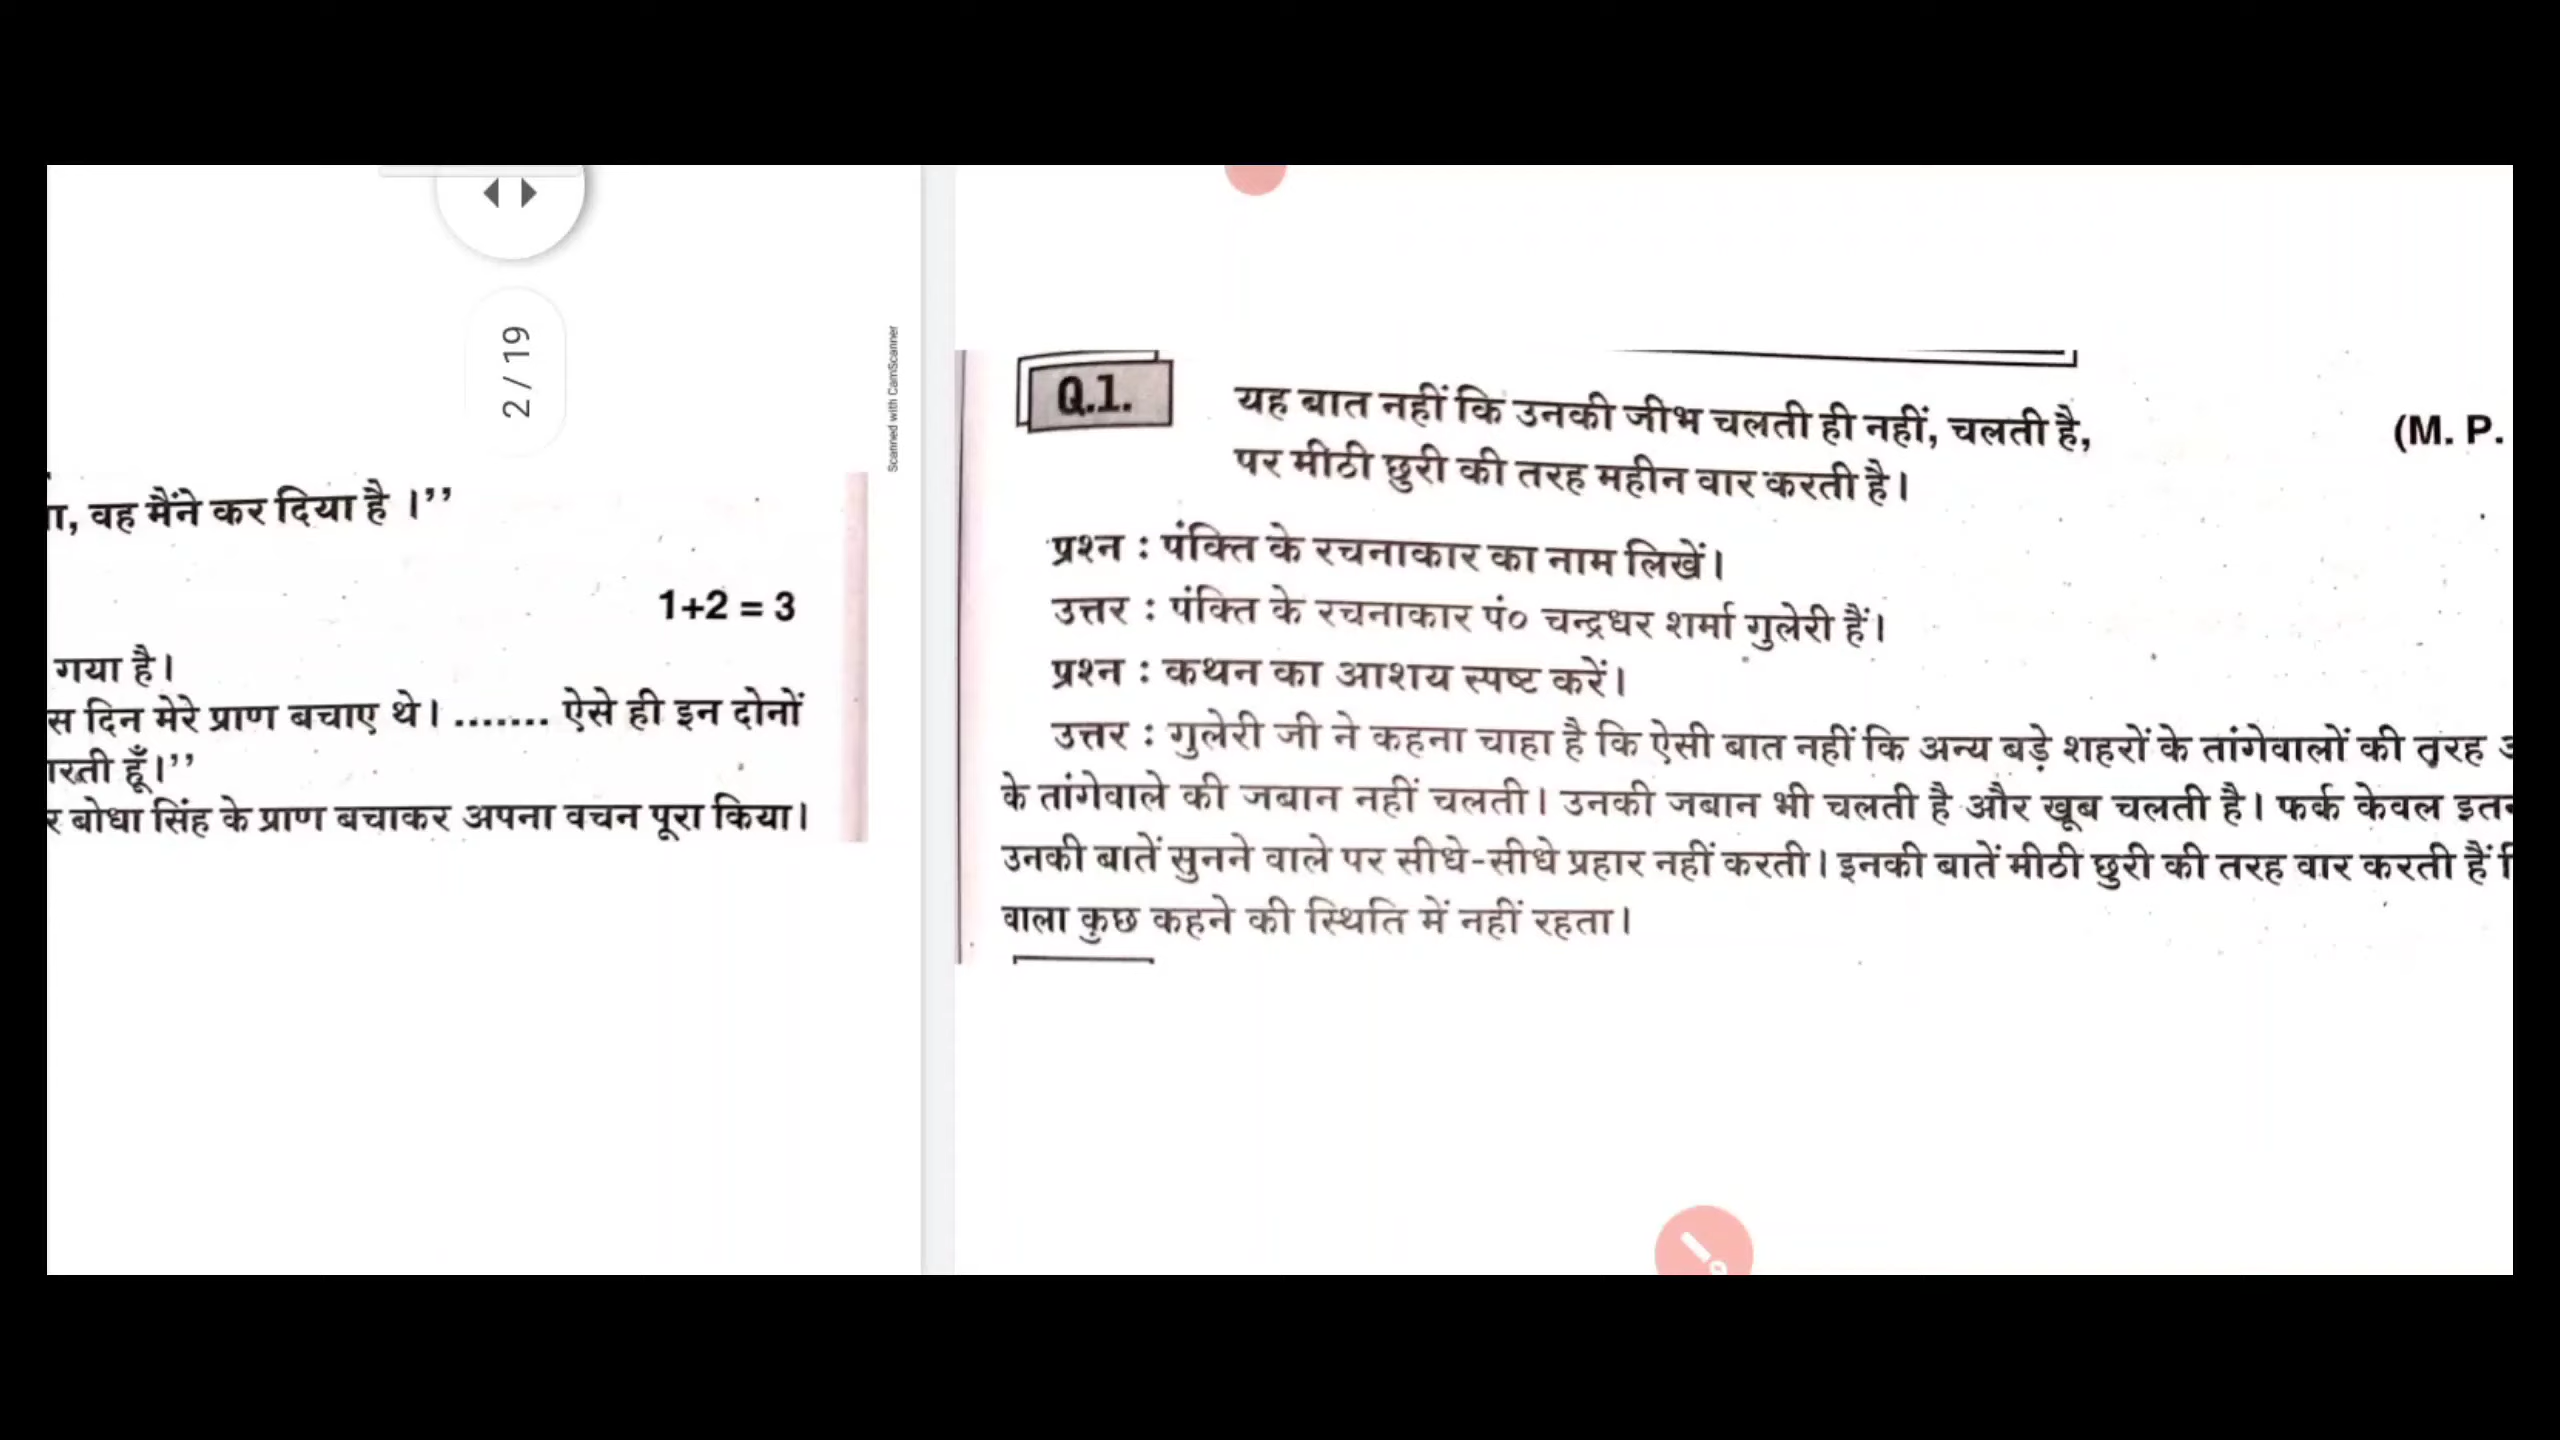 2 / 19
Scanned with CamScanner
वह मैंने कर दिया है ।’’
1+2 = 3
गया है।
दिन मेरे प्राण बचाए थे। ....... ऐसे ही इन दोनों
हूँ।’’
बोधा सिंह के प्राण बचाकर अपना वचन पूरा किया।
Q.1. यह बात नहीं कि उनकी जीभ चलती ही नहीं, चलती है, (M. P.
पर मीठी छुरी की तरह महीन वार करती है।
प्रश्न : पंक्ति के रचनाकार का नाम लिखें।
उत्तर : पंक्ति के रचनाकार पं० चन्द्रधर शर्मा गुलेरी हैं।
प्रश्न : कथन का आशय स्पष्ट करें।
उत्तर : गुलेरी जी ने कहना चाहा है कि ऐसी बात नहीं कि अन्य बड़े शहरों के तांगेवालों की तरह
के तांगेवाले की जबान नहीं चलती। उनकी जबान भी चलती है और खूब चलती है। फर्क केवल
उनकी बातें सुनने वाले पर सीधे-सीधे प्रहार नहीं करती। इनकी बातें मीठी छुरी की तरह वार करती हैं
वाला कुछ कहने की स्थिति में नहीं रहता।